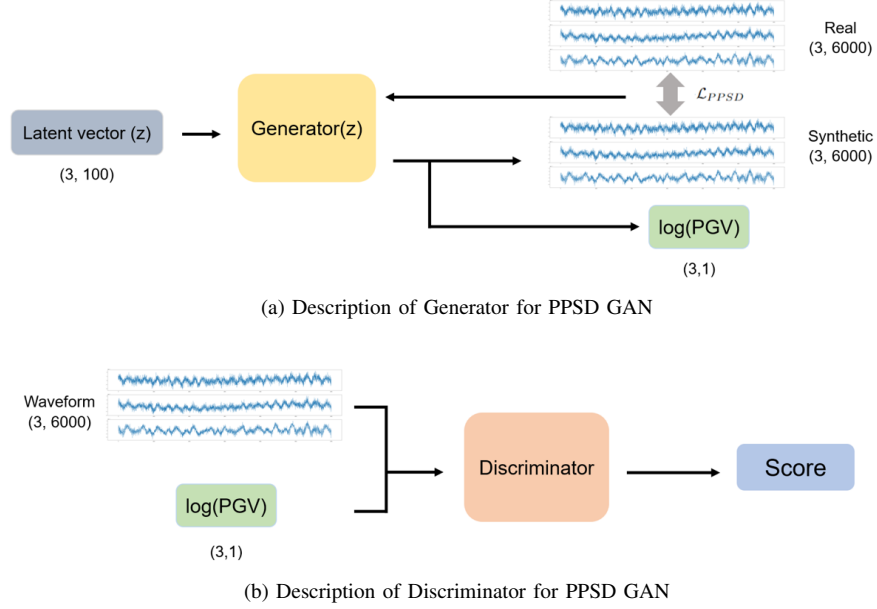 Real
(3, 6000)
𝓛PPSD
Latent vector (z)
Generator(z)
Synthetic
(3, 6000)
(3, 100)
log(PGV)
(3,1)
(a) Description of Generator for PPSD GAN
Waveform
(3, 6000)
Discriminator
Score
log(PGV)
(3,1)
(b) Description of Discriminator for PPSD GAN